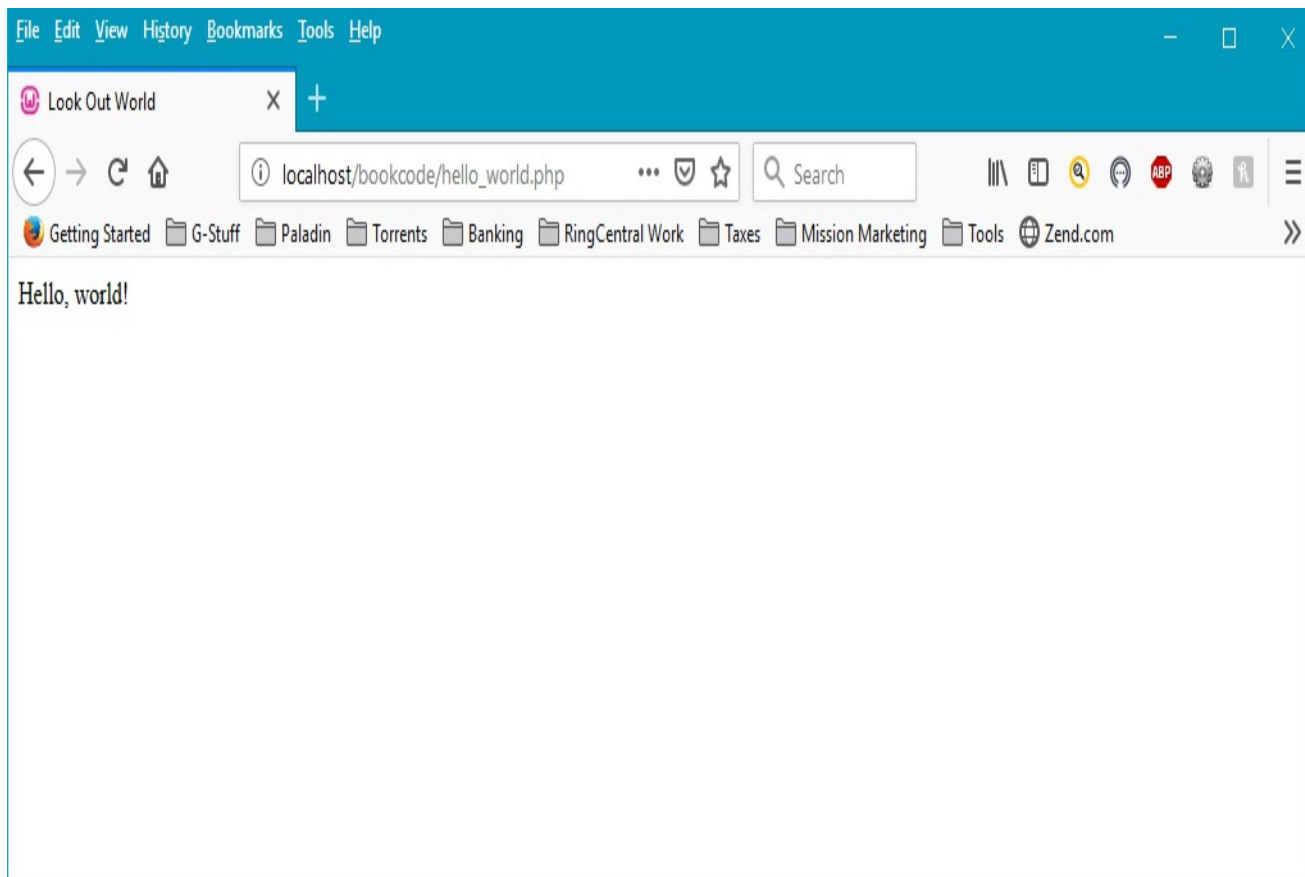 File Edit View History Bookmarks Tools Help
Look Out World
localhost/bookcode/hello_world.php Search ABP
Getting Started G-Stuff Paladin Torrents Banking RingCentral Work Taxes Mission Marketing Tools Zend.com
Hello, world!